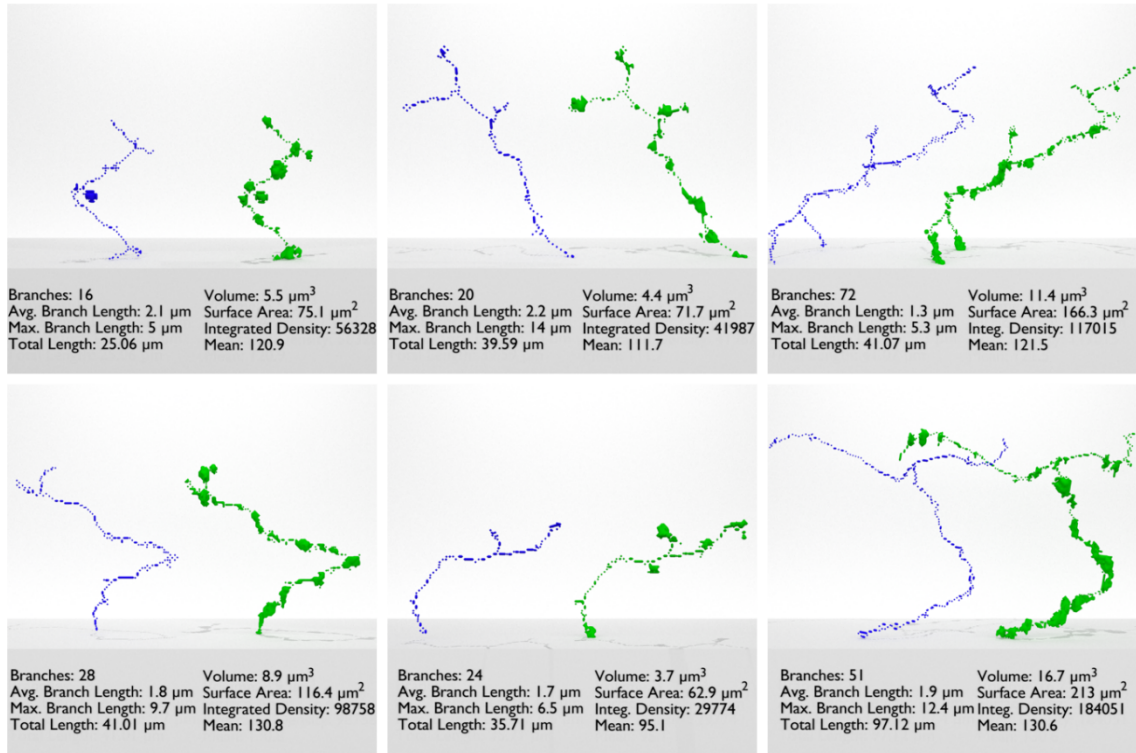 Branches: 16
Avg. Branch Length: 2.1 µm
Max. Branch Length: 5 µm
Total Length: 25.06 µm
Volume: 5.5 µm³
Surface Area: 75.1 µm²
Integrated Density: 56328
Mean: 120.9
Branches: 20
Avg. Branch Length: 2.2 µm
Max. Branch Length: 14 µm
Total Length: 39.59 µm
Volume: 4.4 µm³
Surface Area: 71.7 µm²
Integrated Density: 41987
Mean: 111.7
Branches: 72
Avg. Branch Length: 1.3 µm
Max. Branch Length: 5.3 µm
Total Length: 41.07 µm
Volume: 11.4 µm³
Surface Area: 166.3 µm²
Integ. Density: 117015
Mean: 121.5
Branches: 28
Avg. Branch Length: 1.8 µm
Max. Branch Length: 9.7 µm
Total Length: 41.01 µm
Volume: 8.9 µm³
Surface Area: 116.4 µm²
Integrated Density: 98758
Mean: 130.8
Branches: 24
Avg. Branch Length: 1.7 µm
Max. Branch Length: 6.5 µm
Total Length: 35.71 µm
Volume: 3.7 µm³
Surface Area: 62.9 µm²
Integ. Density: 29774
Mean: 95.1
Branches: 51
Avg. Branch Length: 1.9 µm
Max. Branch Length: 12.4 µm
Total Length: 97.12 µm
Volume: 16.7 µm³
Surface Area: 213 µm²
Integ. Density: 184051
Mean: 130.6